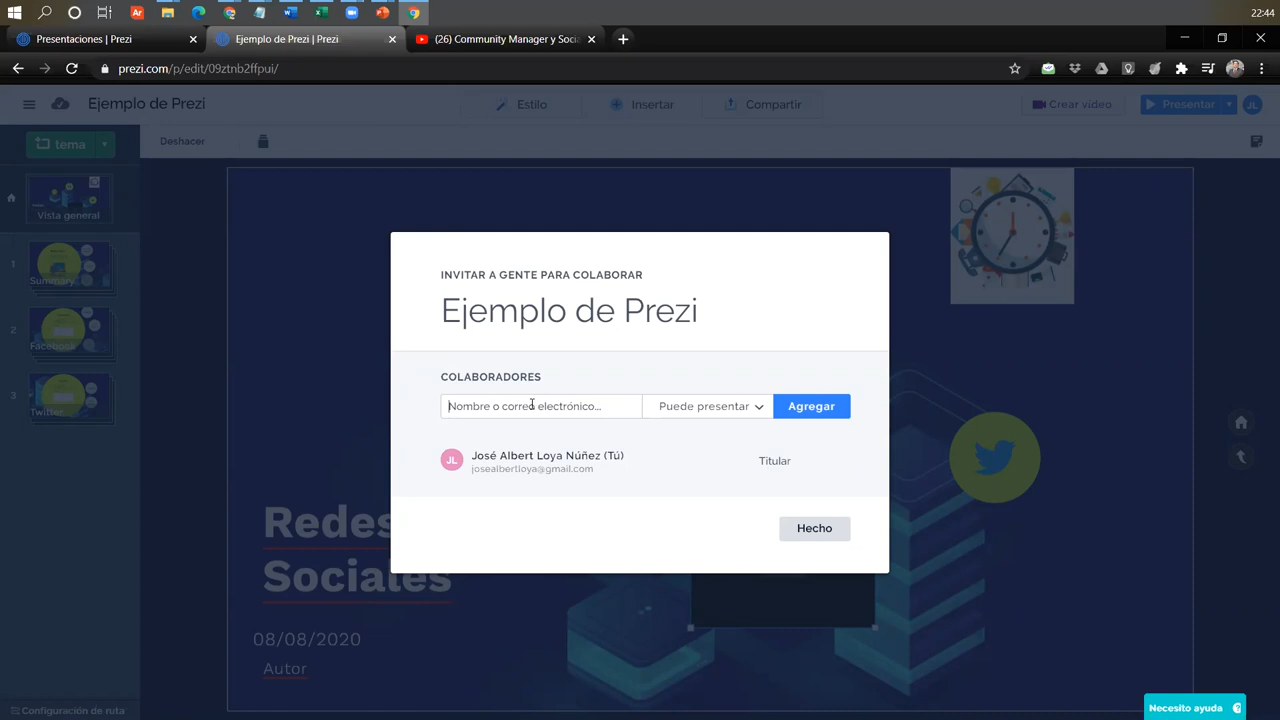 22:44
Presentaciones | Prezi
Ejemplo de Prezi | Prezi
(26) Community Manager y Soci
prezi.com/p/edit/09ztnb2ffpui/
Ejemplo de Prezi
Estilo
Insertar
Compartir
Crear vídeo
Presentar
JL
tema
Deshacer
Vista general
1
Summary
2
Facebook
3
Twitter
INVITAR A GENTE PARA COLABORAR
Ejemplo de Prezi
COLABORADORES
Nombre o correo electrónico...
Puede presentar
Agregar
JL
José Albert Loya Núñez (Tú)
josealbertloya@gmail.com
Titular
Hecho
Redes
Sociales
08/08/2020
Autor
Configuración de ruta
Necesito ayuda